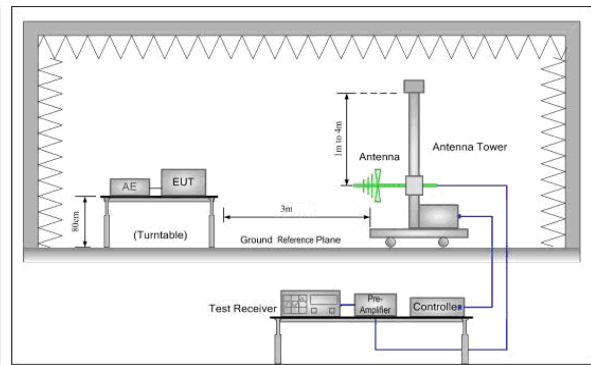 1m to 4m
Antenna Tower
Antenna
AE
EUT
3m
80cm
(Turntable)
Ground Reference Plane
Test Receiver
Pre-
Amplifier
Controller